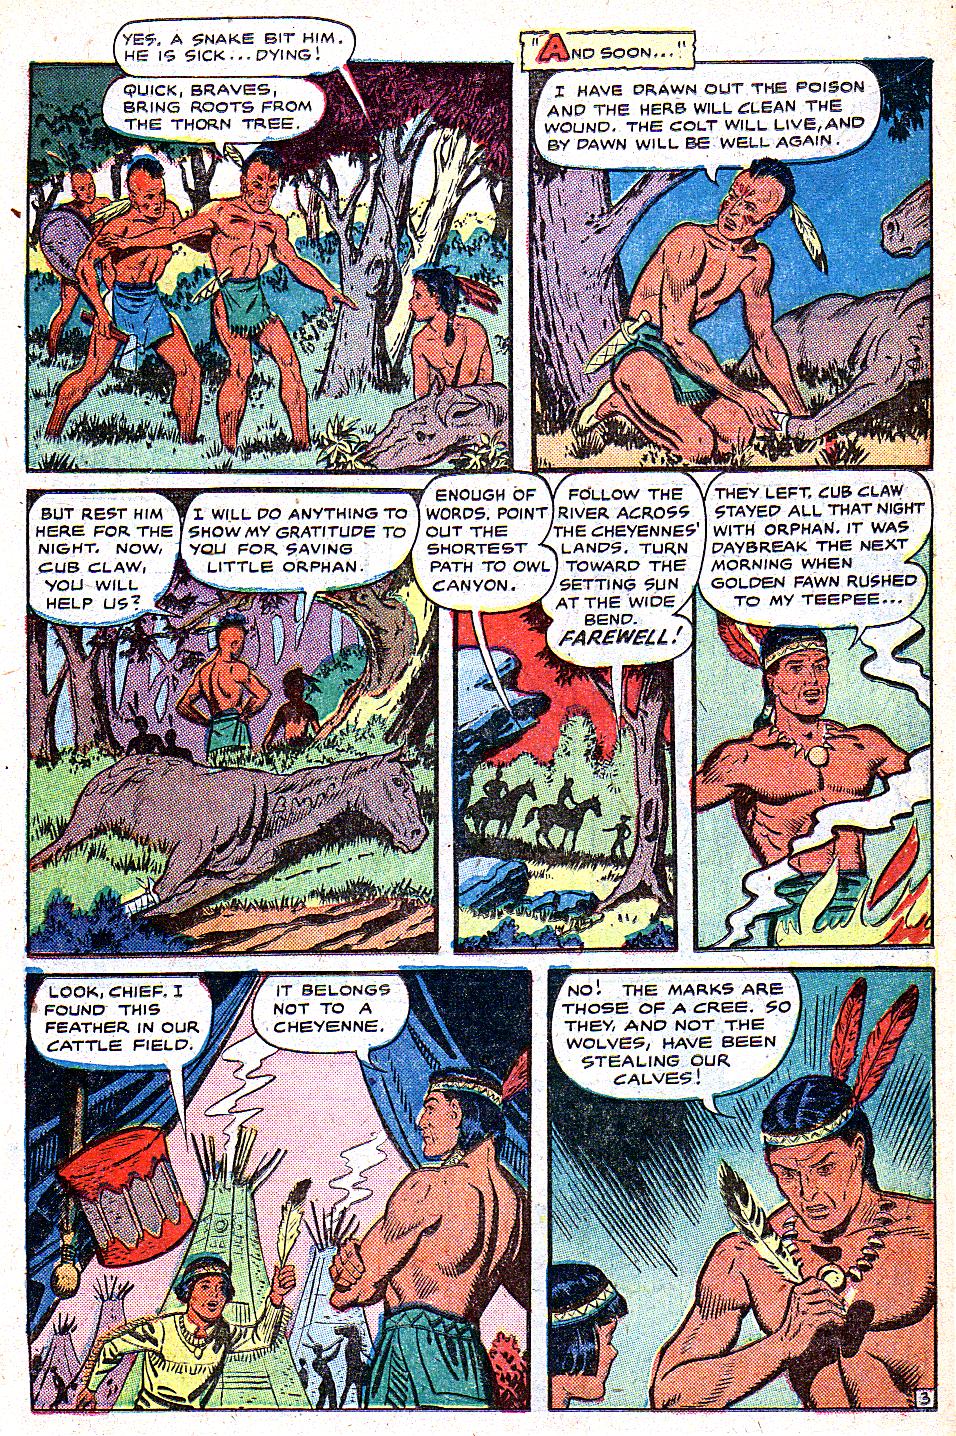 YES. A SNAKE BIT HIM.
HE IS SICK... DYING!
QUICK, BRAVES,
BRING ROOTS FROM
THE THORN TREE.
"AND SOON..."
I HAVE DRAWN OUT THE POISON
AND THE HERB WILL CLEAN THE
WOUND. THE COLT WILL LIVE, AND
BY DAWN WILL BE WELL AGAIN.
BUT REST HIM
HERE FOR THE
NIGHT. NOW,
CUB CLAW,
YOU WILL
HELP US?
I WILL DO ANYTHING TO
SHOW MY GRATITUDE TO
YOU FOR SAVING
LITTLE ORPHAN.
ENOUGH OF
WORDS. POINT
OUT THE
SHORTEST
PATH TO OWL
CANYON.
FOLLOW THE
RIVER ACROSS
THE CHEYENNES'
LANDS. TURN
TOWARD THE
SETTING SUN
AT THE WIDE
BEND.
FAREWELL!
THEY LEFT. CUB CLAW
STAYED ALL THAT NIGHT
WITH ORPHAN. IT WAS
DAYBREAK THE NEXT
MORNING WHEN
GOLDEN FAWN RUSHED
TO MY TEEPEE...
LOOK, CHIEF. I
FOUND THIS
FEATHER IN OUR
CATTLE FIELD.
IT BELONGS
NOT TO A
CHEYENNE.
NO! THE MARKS ARE
THOSE OF A CREE. SO
THEY, AND NOT THE
WOLVES, HAVE BEEN
STEALING OUR
CALVES!
3